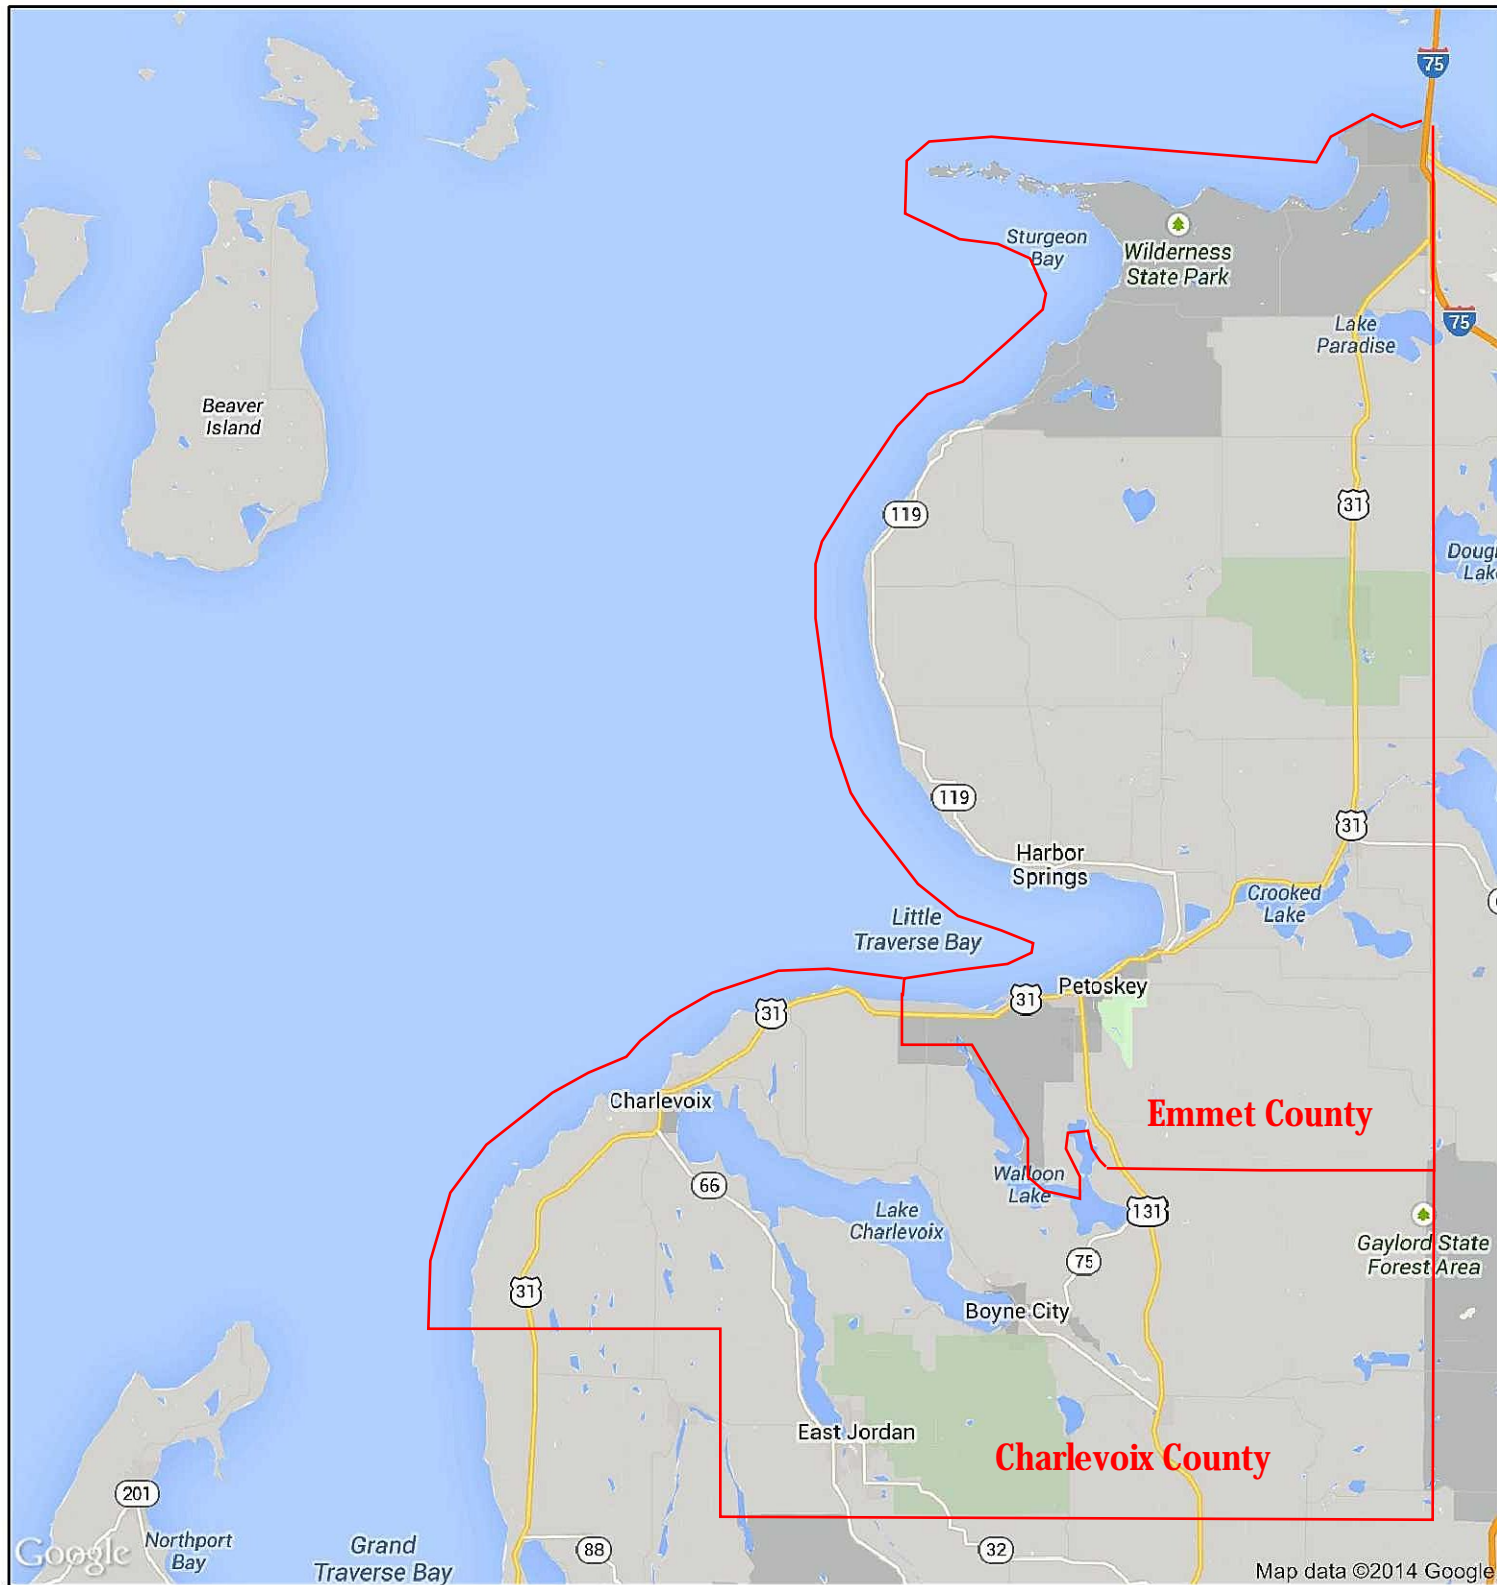 75
Sturgeon
Bay
Wilderness
State Park
Lake
Paradise
75
Beaver
Island
119
31
Doug
Lak
119
31
Harbor
Springs
Crooked
Lake
Little
Traverse Bay
Petoskey
31
31
Charlevoix
Emmet County
66
Walloon
Lake
Lake
Charlevoix
131
75
Gaylord State
Forest Area
31
Boyne City
East Jordan
Charlevoix County
201
Northport
Bay
Grand
Traverse Bay
88
32
Google
Map data ©2014 Google